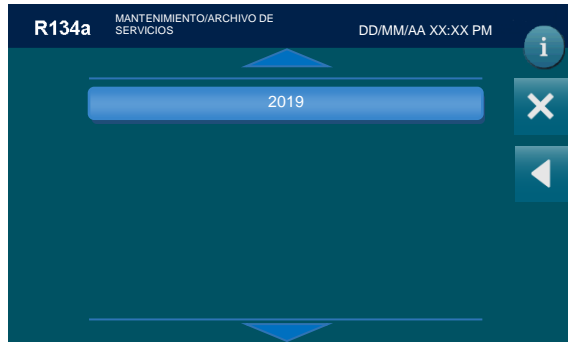 R134a
MANTENIMIENTO/ARCHIVO DE
SERVICIOS
DD/MM/AA XX:XX PM
i
2019